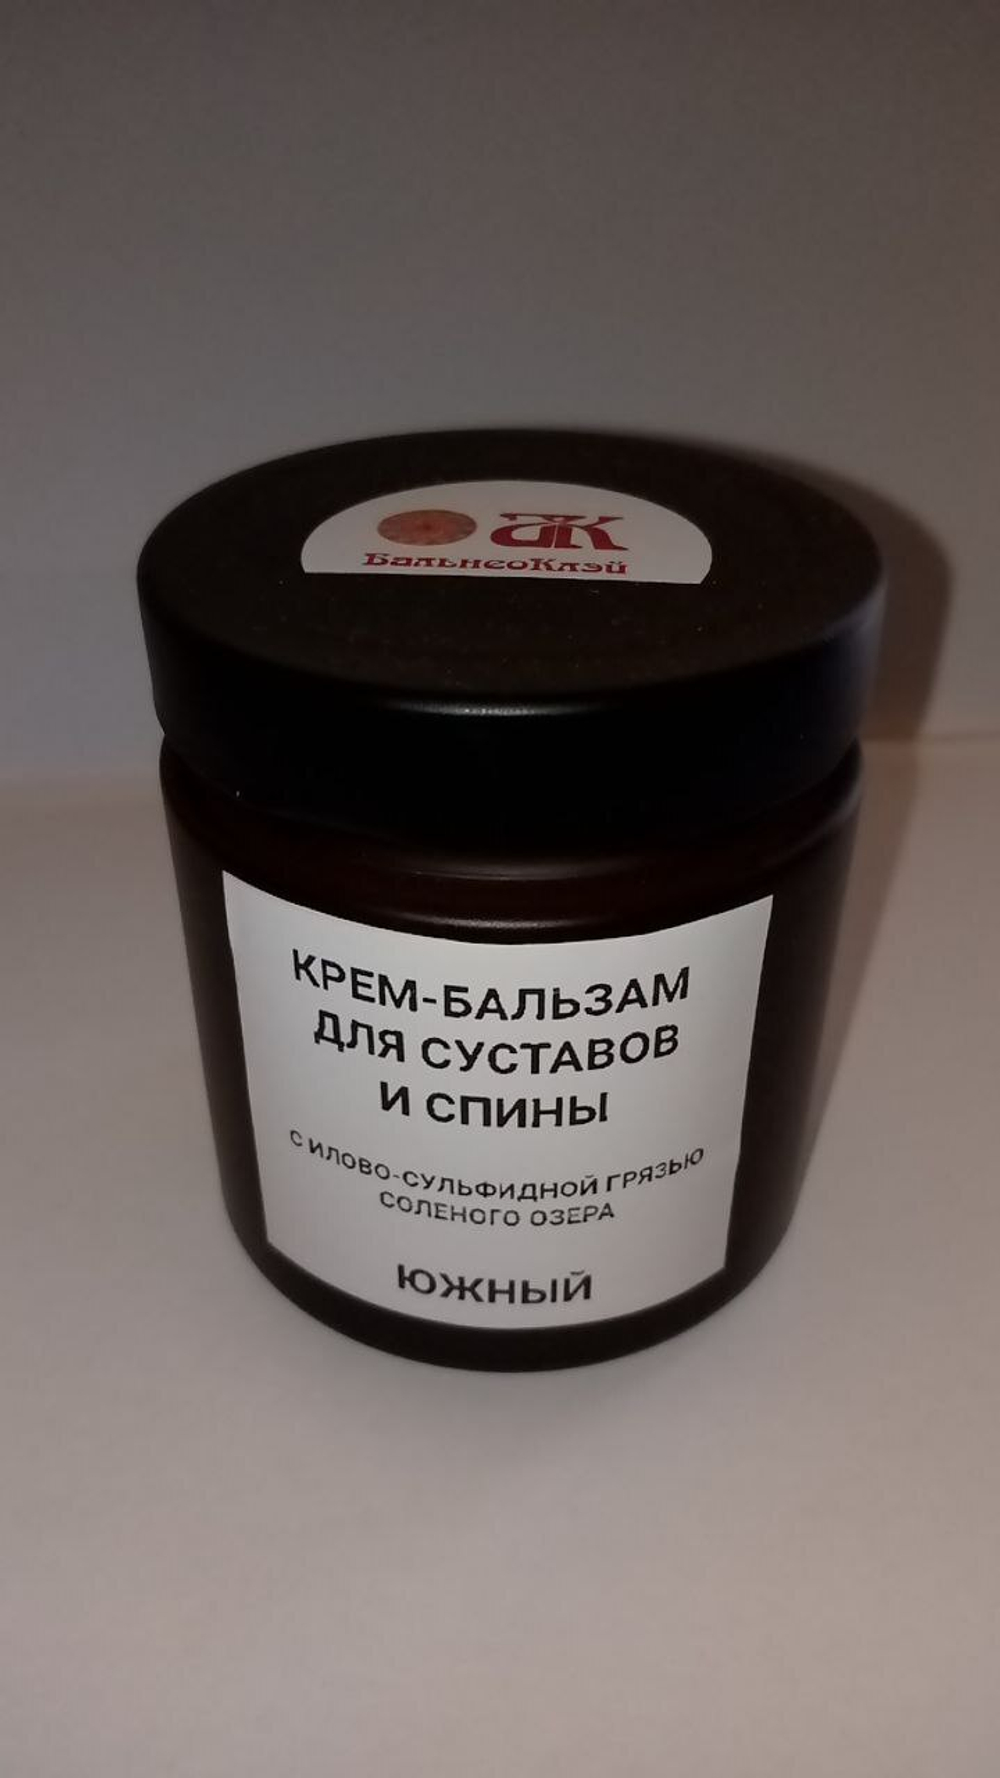 БальнеоКлэй
КРЕМ-БАЛЬЗАМ
ДЛЯ СУСТАВОВ
И СПИНЫ
С ИЛОВО-СУЛЬФИДНОЙ ГРЯЗЬЮ
СОЛЕНОГО ОЗЕРА
ЮЖНЫЙ